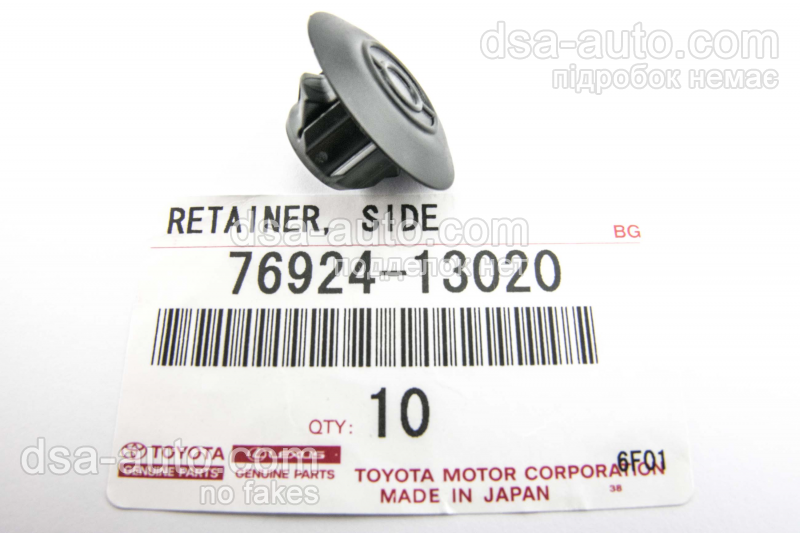 dsa-auto.com
підробок немає
RETAINER, SIDE
BG
dsa-auto.com
76924-13020
подделок нет
QTY: 10
dsa-auto.com
TOYOTA
GENUINE PARTS
LEXUS
GENUINE PARTS
no fakes
6F01
TOYOTA MOTOR CORPORATION
MADE IN JAPAN
38